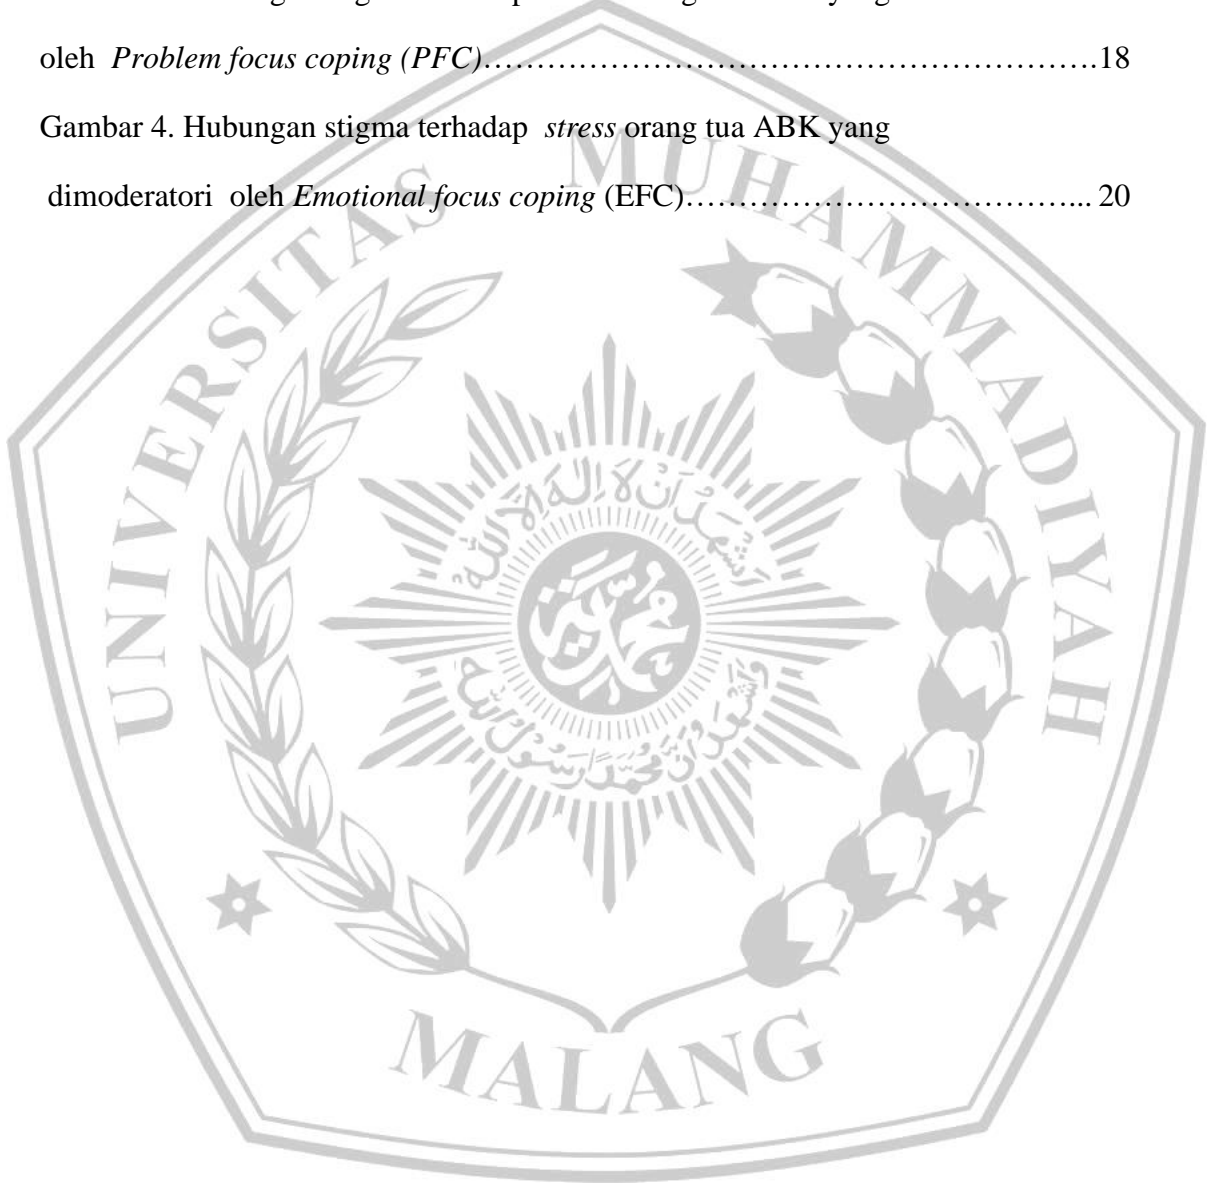 oleh Problem focus coping (PFC)……………………………………………………….18
Gambar 4. Hubungan stigma terhadap stress orang tua ABK yang
dimoderatori oleh Emotional focus coping (EFC)………………………………... 20
UNIVERSITAS MUHAMMADIYAH
MALANG